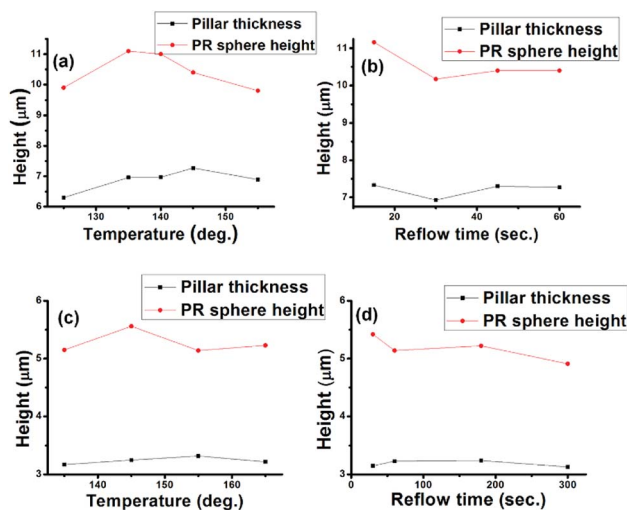 Pillar thickness
PR sphere height
(a)
Height (μm)
11
10
9
8
7
6
130
140
150
Temperature (deg.)
Pillar thickness
PR sphere height
(b)
Height (μm)
11
10
9
8
7
20
40
60
Reflow time (sec.)
Pillar thickness
PR sphere height
(c)
Height (μm)
6
5
4
3
140
150
160
Temperature (deg.)
Pillar thickness
PR sphere height
(d)
Height (μm)
6
5
4
3
0
100
200
300
Reflow time (sec.)